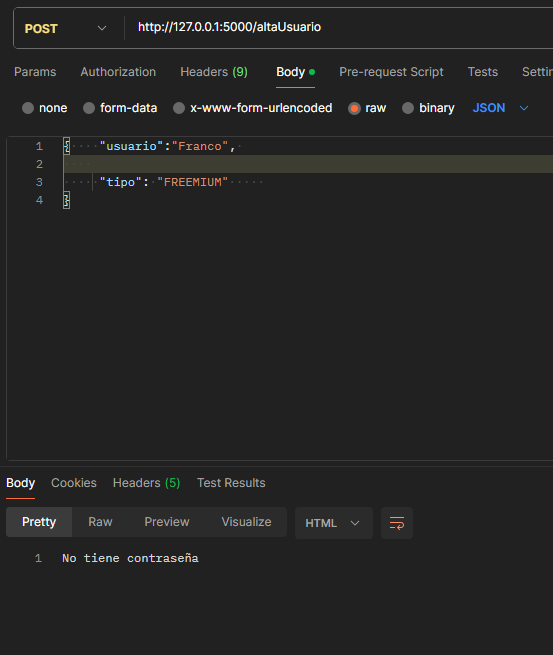 POST http://127.0.0.1:5000/altaUsuario
Params Authorization Headers (9) Body Pre-request Script Tests Settin
none form-data x-www-form-urlencoded raw binary JSON
1 { "usuario":"Franco",
2
3 "tipo": "FREEMIUM"
4 }
Body Cookies Headers (5) Test Results
Pretty Raw Preview Visualize HTML
1 No tiene contraseña